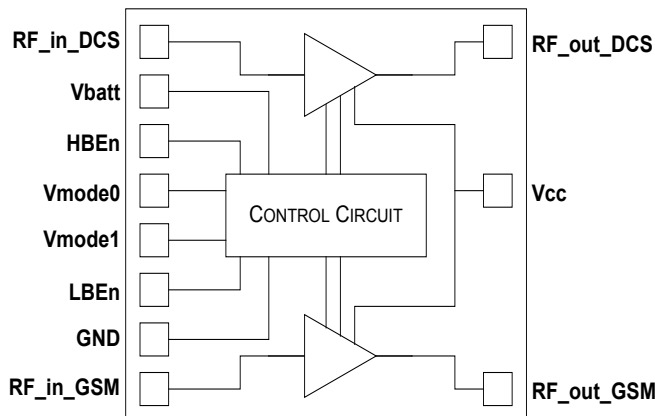 RF_in_DCS
RF_out_DCS
Vbatt
HBEn
Vmode0
Vcc
CONTROL CIRCUIT
Vmode1
LBEn
GND
RF_in_GSM
RF_out_GSM